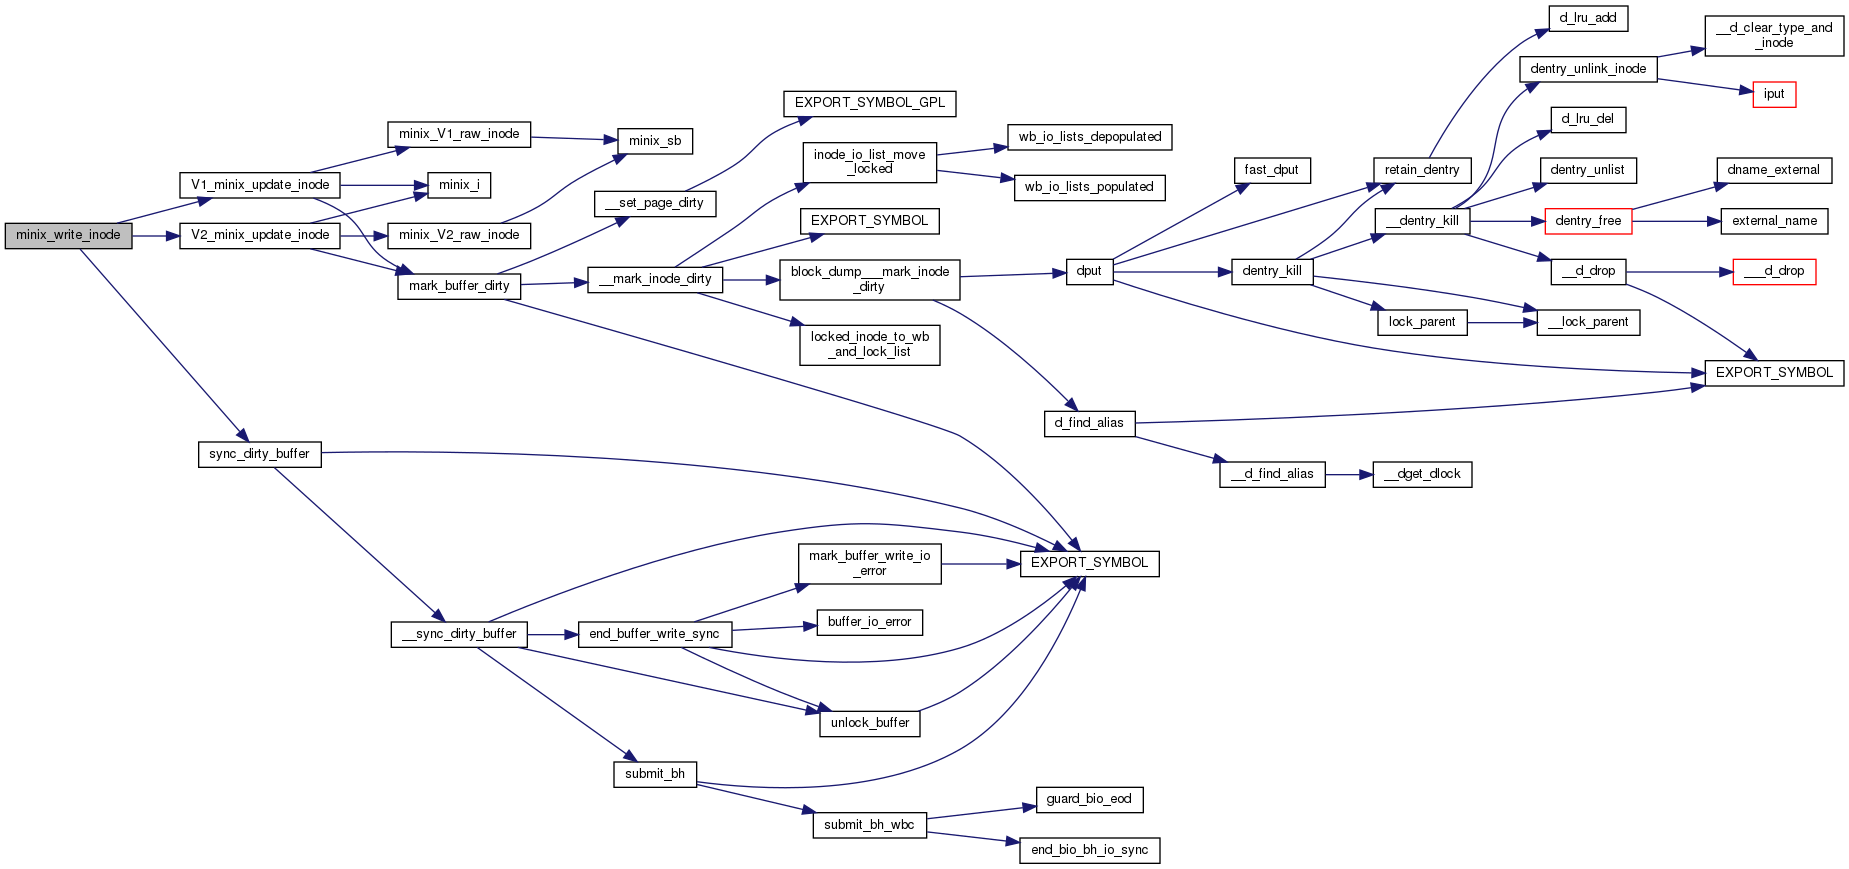 minix_write_inode
V1_minix_update_inode
V2_minix_update_inode
sync_dirty_buffer
minix_V1_raw_inode
minix_i
minix_V2_raw_inode
mark_buffer_dirty
__sync_dirty_buffer
minix_sb
__set_page_dirty
__mark_inode_dirty
end_buffer_write_sync
submit_bh
EXPORT_SYMBOL_GPL
inode_io_list_move
_locked
EXPORT_SYMBOL
block_dump___mark_inode
_dirty
locked_inode_to_wb
_and_lock_list
mark_buffer_write_io
_error
buffer_io_error
unlock_buffer
submit_bh_wbc
wb_io_lists_depopulated
wb_io_lists_populated
dput
d_find_alias
EXPORT_SYMBOL
guard_bio_eod
end_bio_bh_io_sync
fast_dput
dentry_kill
__d_find_alias
retain_dentry
__dentry_kill
lock_parent
__dget_dlock
d_lru_add
dentry_unlink_inode
d_lru_del
dentry_unlist
dentry_free
__d_drop
__lock_parent
__d_clear_type_and
_inode
iput
dname_external
external_name
___d_drop
EXPORT_SYMBOL